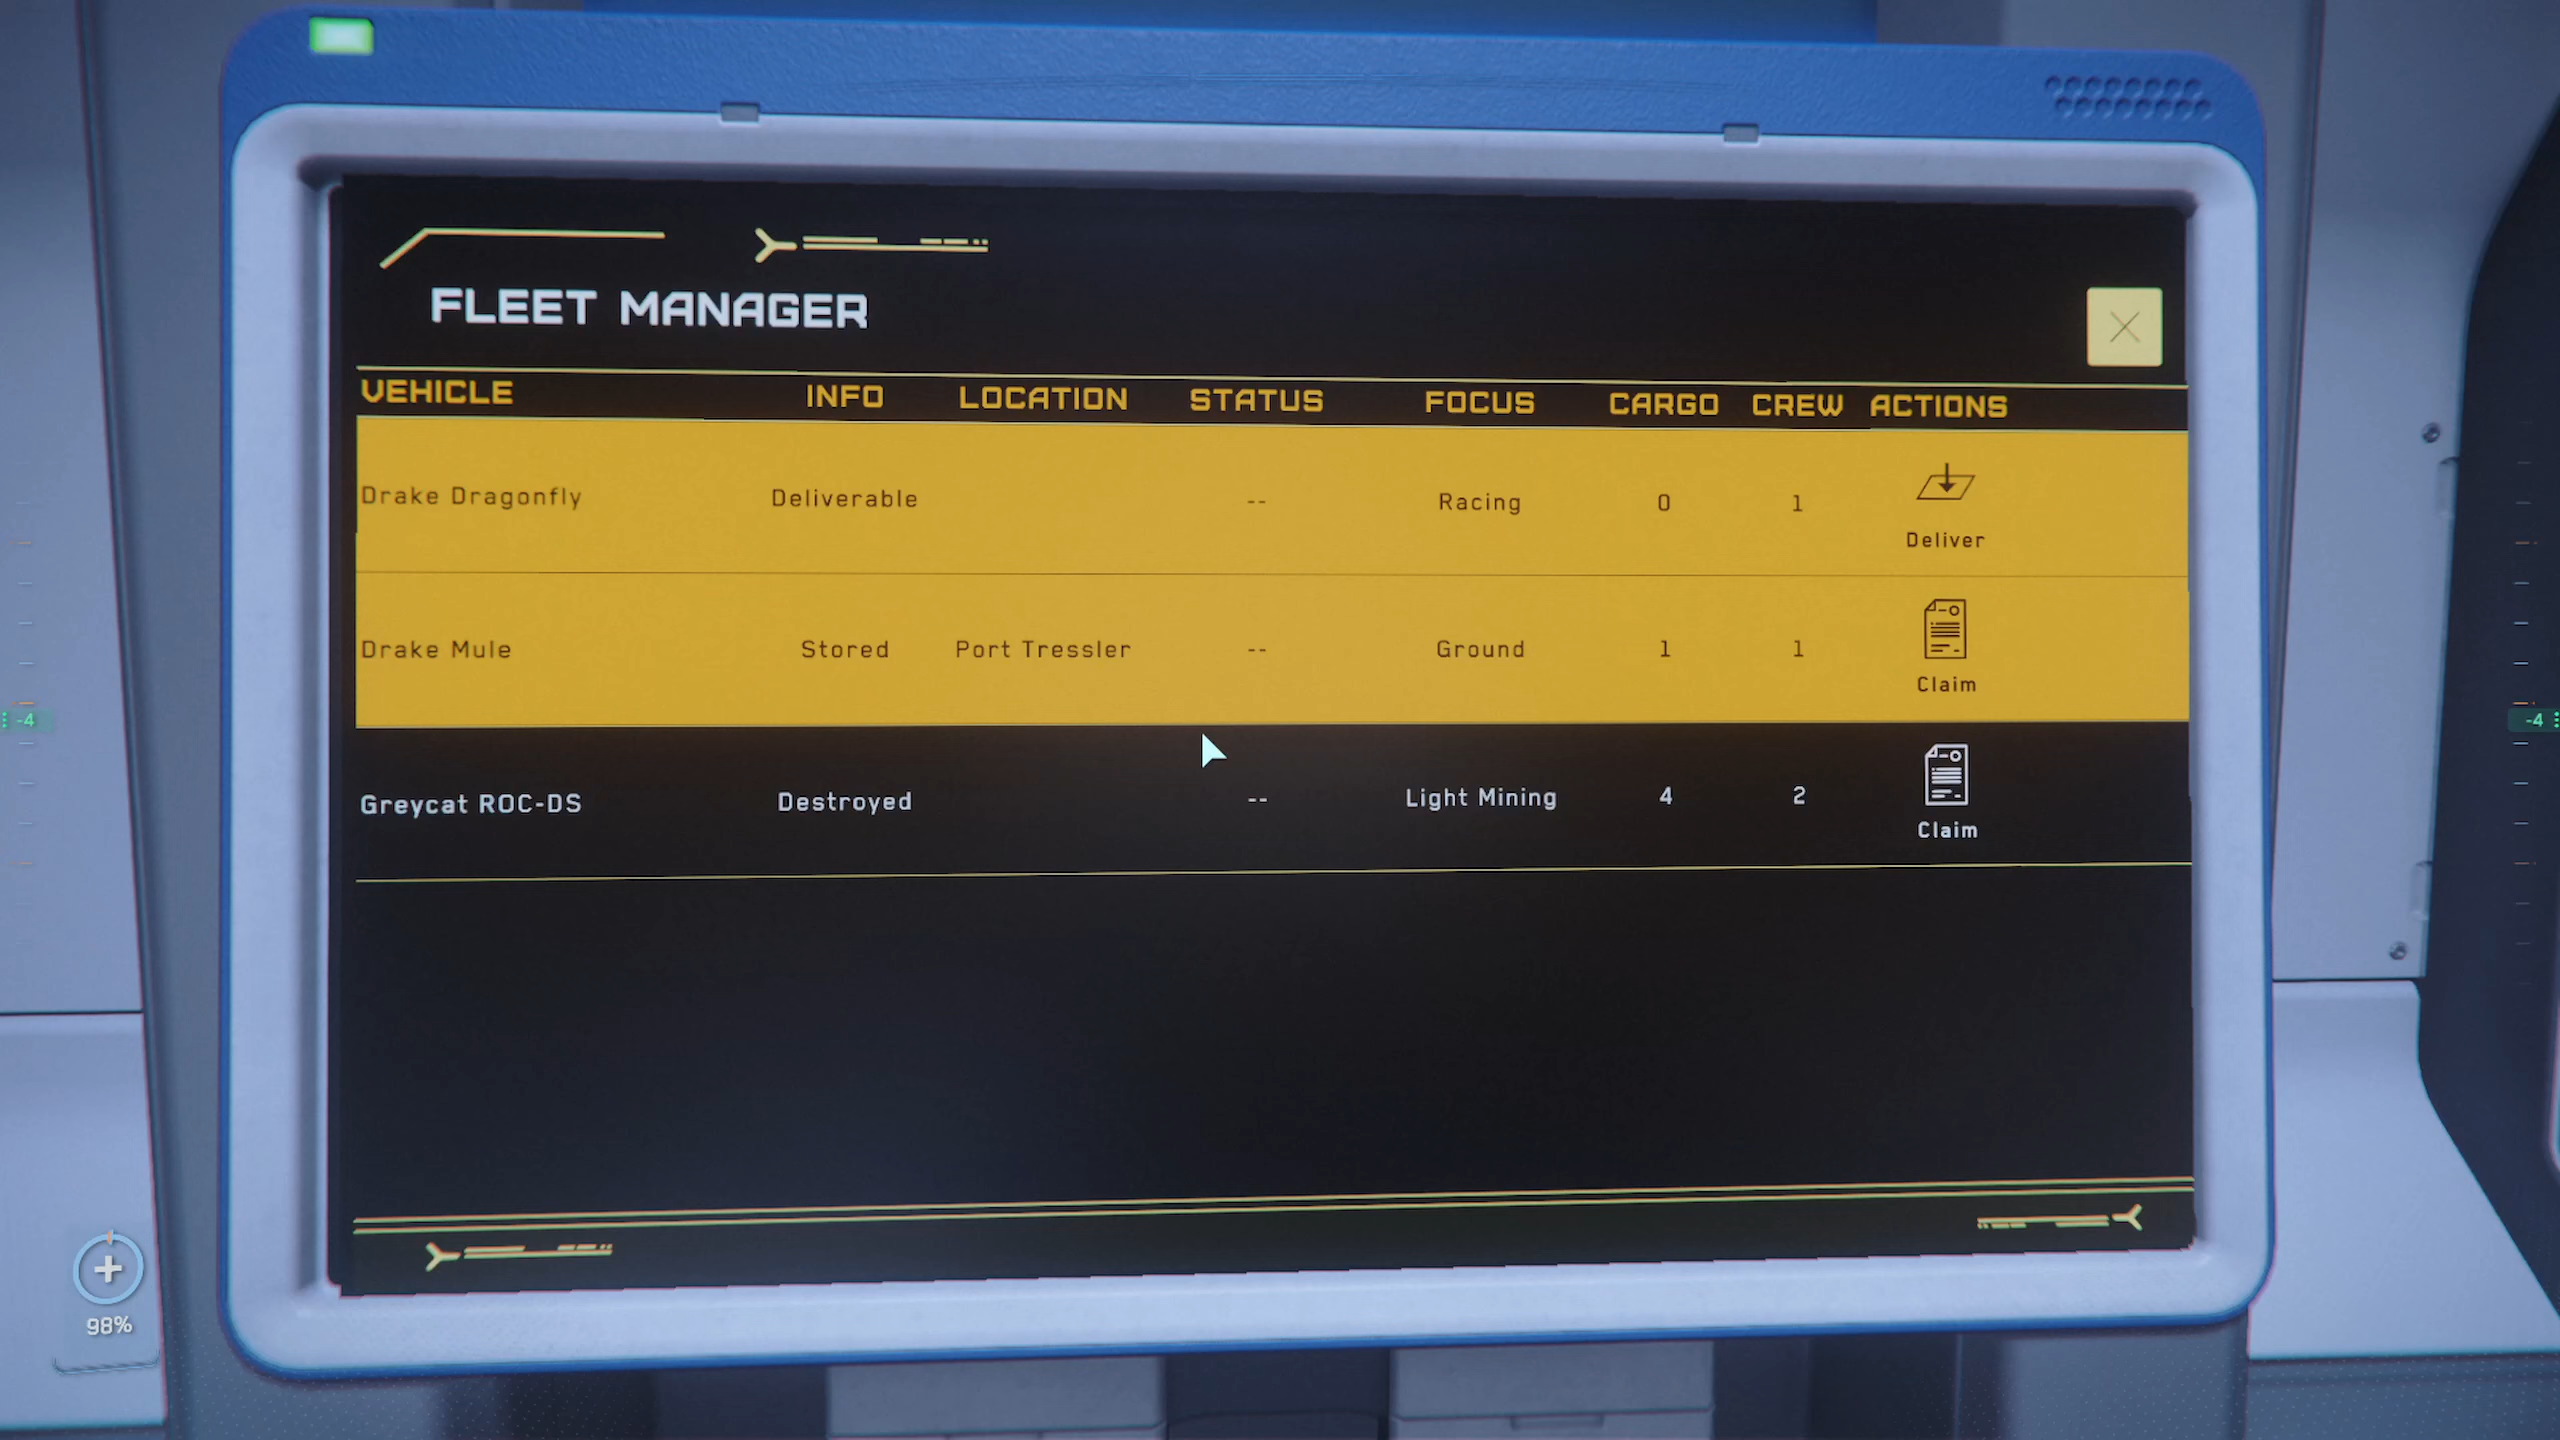 FLEET MANAGER
VEHICLE INFO LOCATION STATUS FOCUS CARGO CREW ACTIONS
Drake Dragonfly Deliverable -- Racing 0 1 Deliver
Drake Mule Stored Port Tressler -- Ground 1 1 Claim
Greycat ROC-DS Destroyed -- Light Mining 4 2 Claim
-4
-4
98%